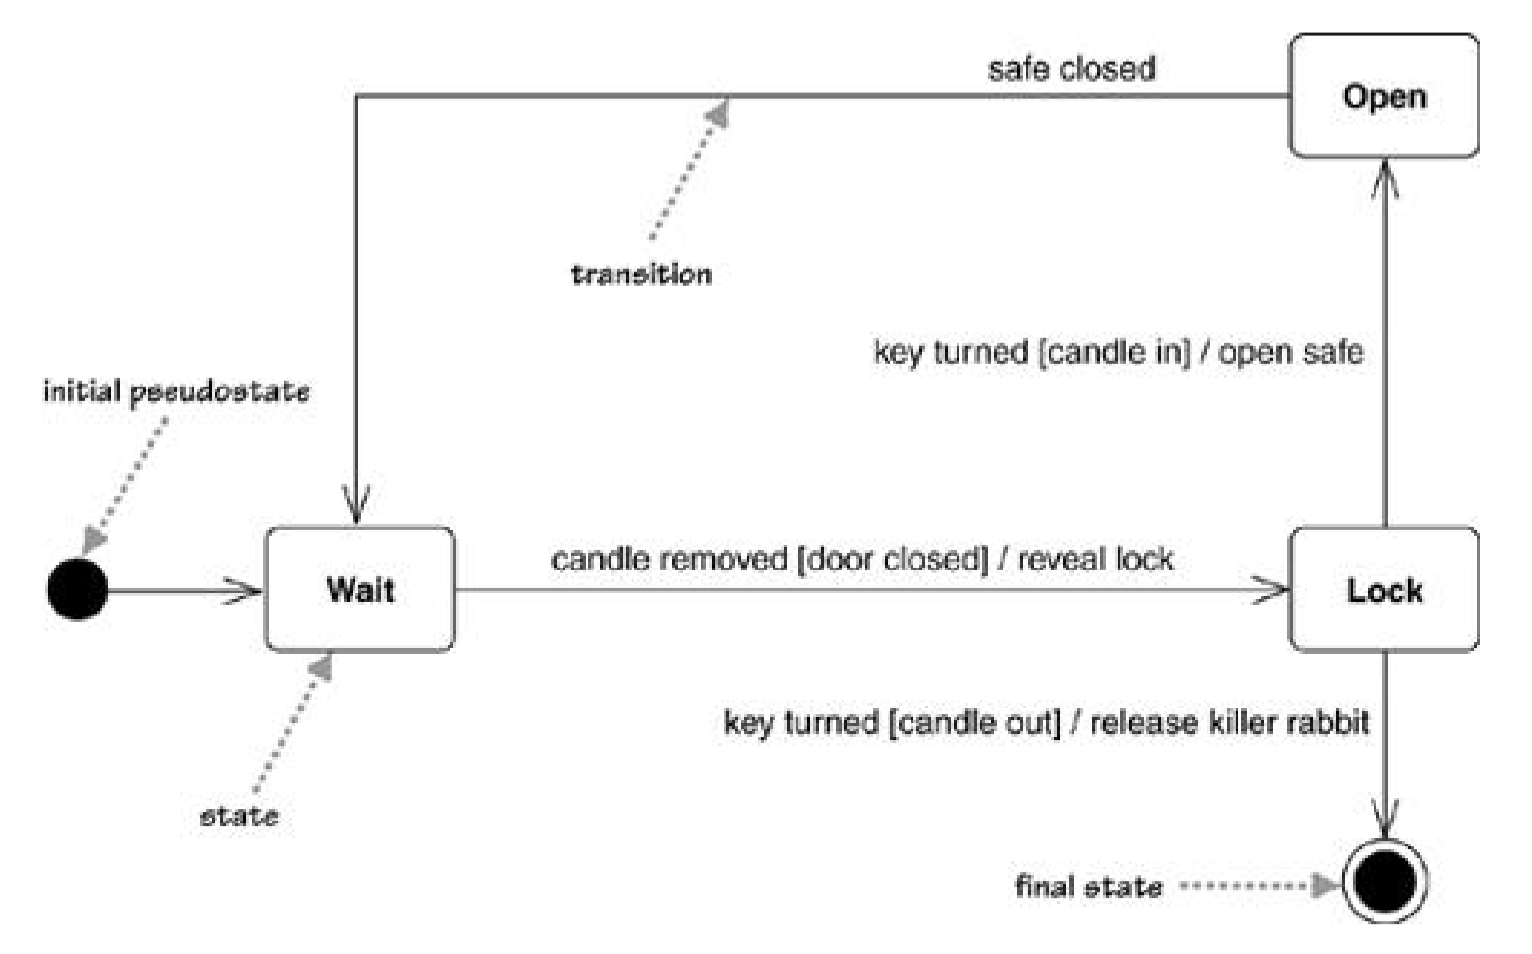 safe closed
Open
transition
key turned [candle in] / open safe
initial pseudostate
candle removed [door closed] / reveal lock
Wait
Lock
key turned [candle out] / release killer rabbit
state
final state